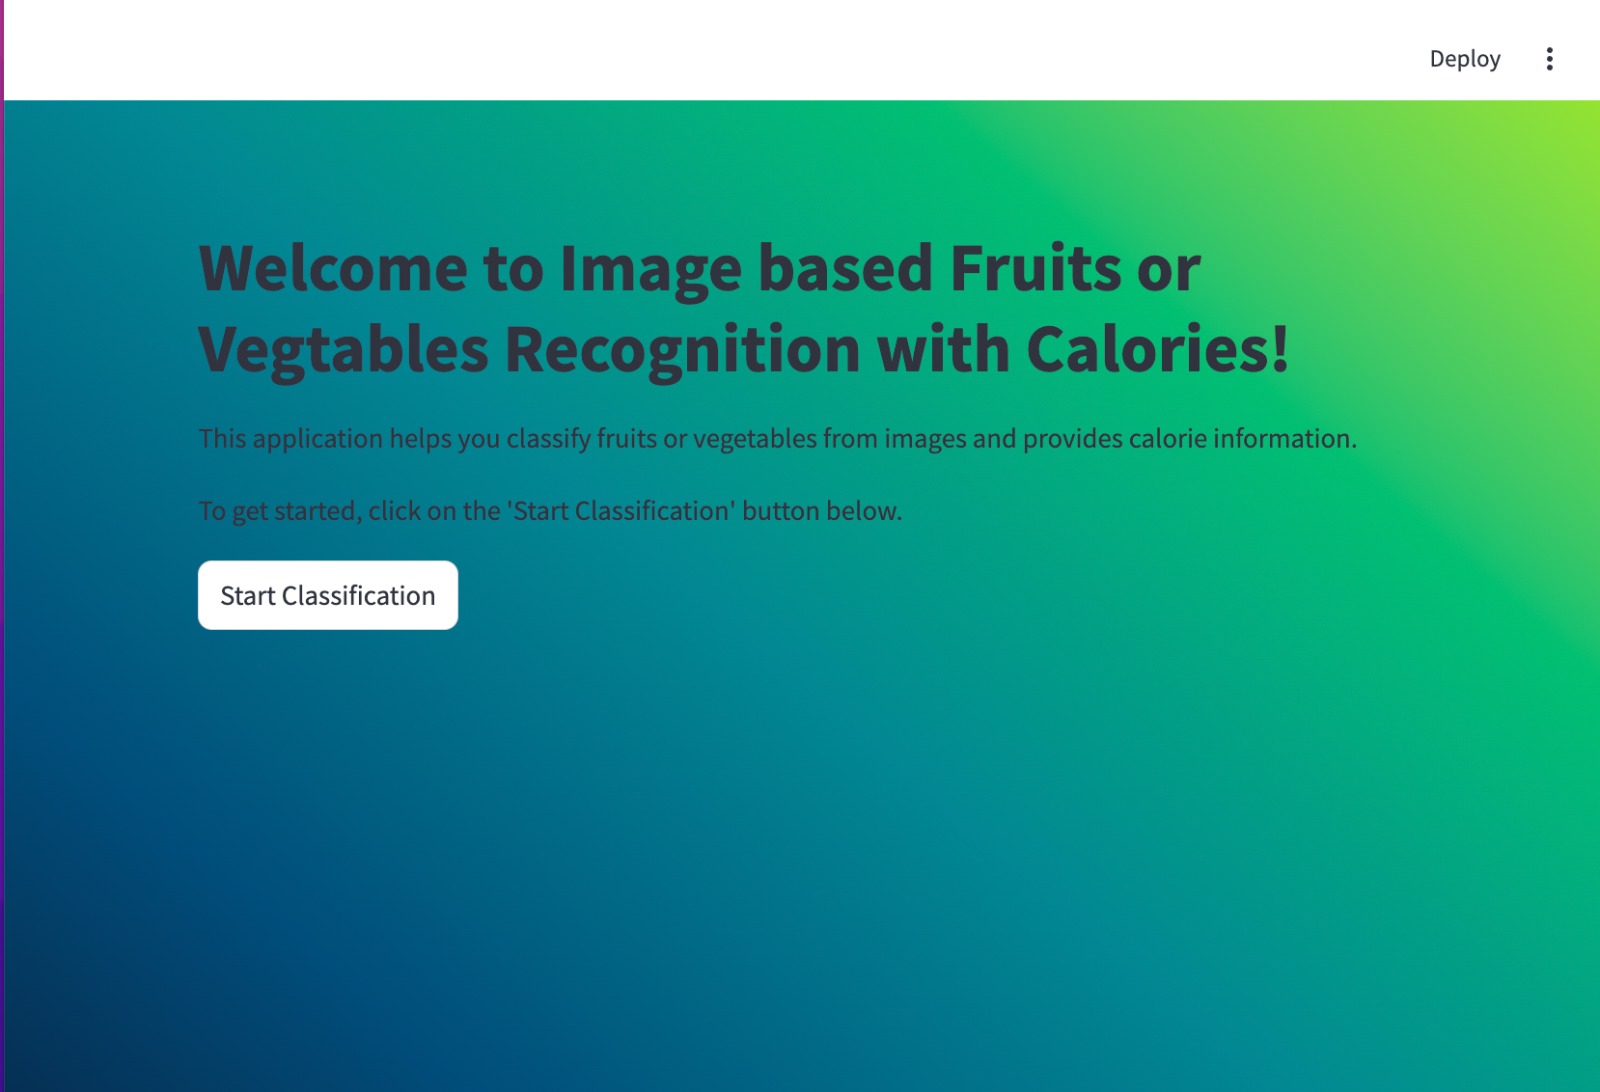 Deploy
Welcome to Image based Fruits or
Vegtables Recognition with Calories!
This application helps you classify fruits or vegetables from images and provides calorie information.
To get started, click on the 'Start Classification' button below.
Start Classification